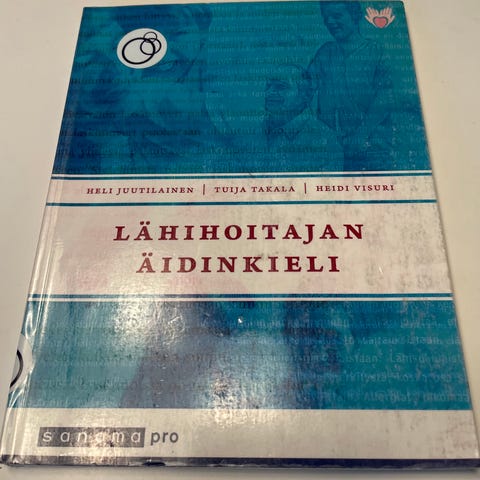 HELI JUUTILAINEN | TUIJA TAKALA | HEIDI VISURI
LÄHIHOITAJAN
ÄIDINKIELI
sanoma pro